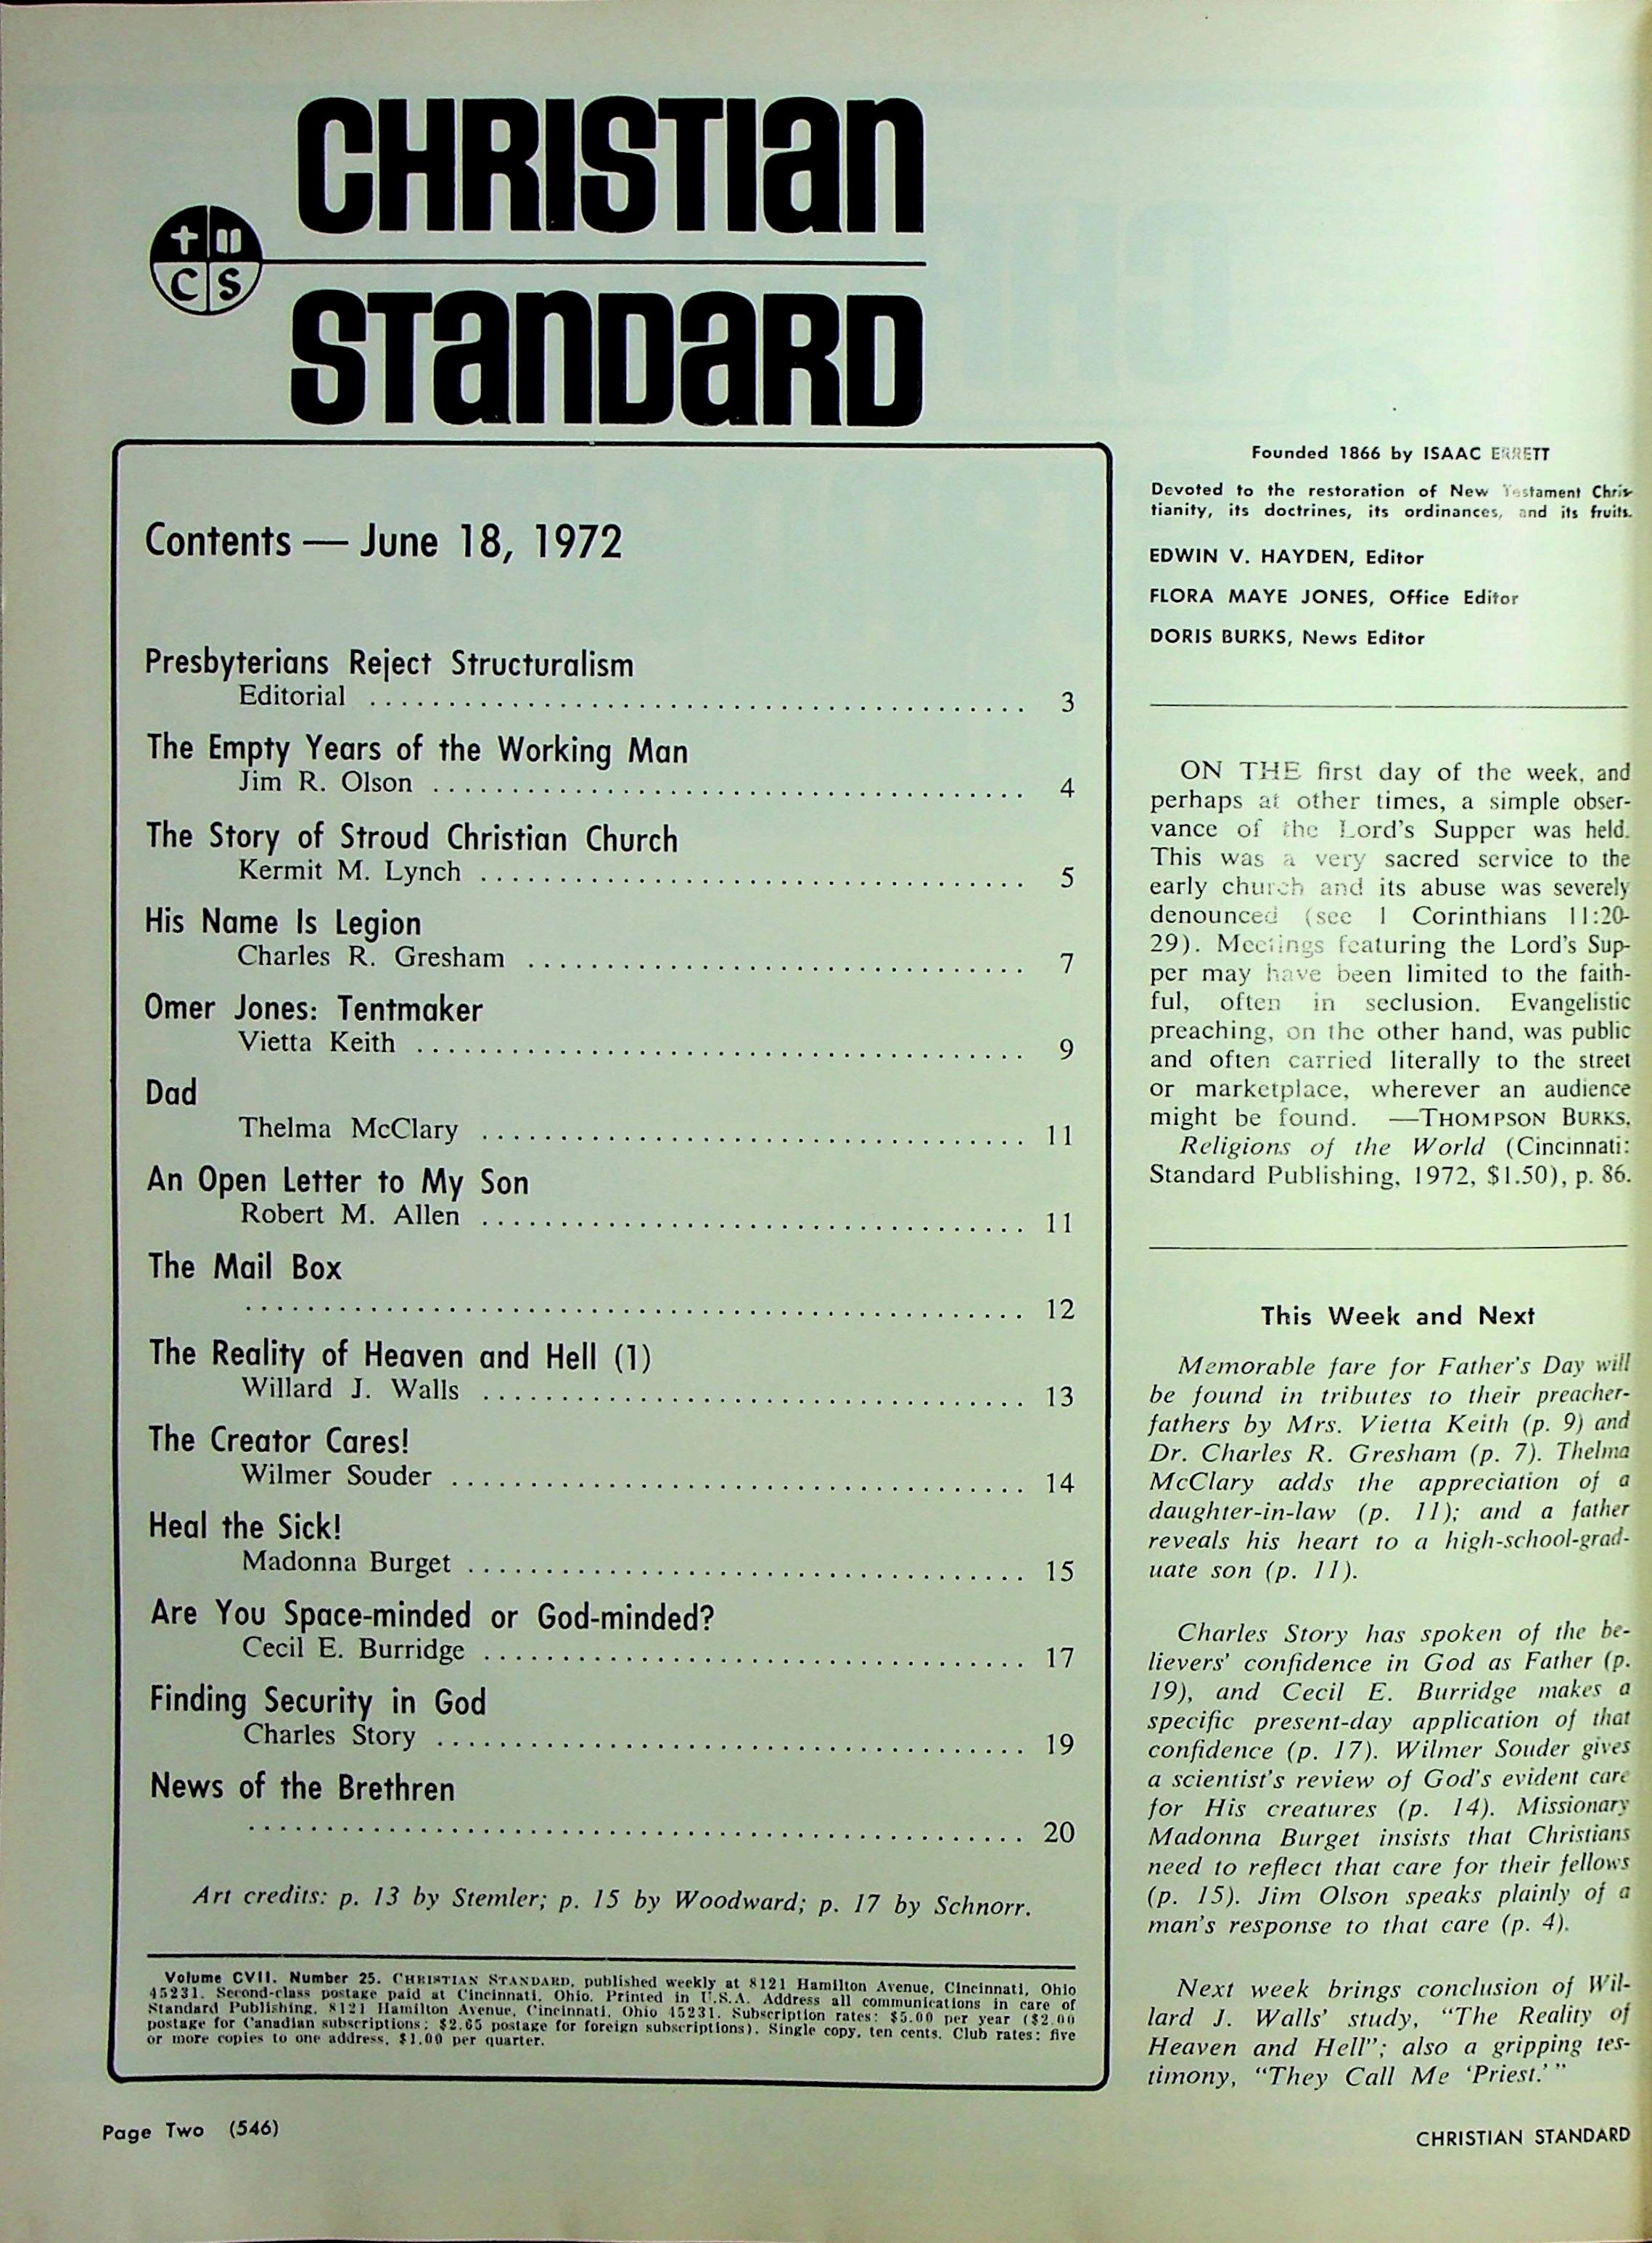 CHRISTIAN
C S
STANDARD
Contents — June 18, 1972
Presbyterians Reject Structuralism
Editorial ........................................ 3
The Empty Years of the Working Man
Jim R. Olson ........................................ 4
The Story of Stroud Christian Church
Kermit M. Lynch ........................................ 5
His Name Is Legion
Charles R. Gresham ........................................ 7
Omer Jones: Tentmaker
Vietta Keith ........................................ 9
Dad
Thelma McClary ........................................ 11
An Open Letter to My Son
Robert M. Allen ........................................ 11
The Mail Box
........................................ 12
The Reality of Heaven and Hell (1)
Willard J. Walls ........................................ 13
The Creator Cares!
Wilmer Souder ........................................ 14
Heal the Sick!
Madonna Burget ........................................ 15
Are You Space-minded or God-minded?
Cecil E. Burridge ........................................ 17
Finding Security in God
Charles Story ........................................ 19
News of the Brethren
........................................ 20
Art credits: p. 13 by Stemler; p. 15 by Woodward; p. 17 by Schnorr.
Volume CVII. Number 25. CHRISTIAN STANDARD, published weekly at 8121 Hamilton Avenue, Cincinnati, Ohio
45231. Second-class postage paid at Cincinnati, Ohio. Printed in U.S.A. Address all communications in care of
Standard Publishing, 8121 Hamilton Avenue, Cincinnati, Ohio 45231. Subscription rates: $5.00 per year ($2.00
postage for Canadian subscriptions; $2.65 postage for foreign subscriptions). Single copy, ten cents. Club rates: five
or more copies to one address, $1.00 per quarter.
Founded 1866 by ISAAC ERRETT
Devoted to the restoration of New Testament Chris-
tianity, its doctrines, its ordinances, and its fruits.
EDWIN V. HAYDEN, Editor
FLORA MAYE JONES, Office Editor
DORIS BURKS, News Editor
ON THE first day of the week, and
perhaps at other times, a simple obser-
vance of the Lord's Supper was held.
This was a very sacred service to the
early church and its abuse was severely
denounced (see 1 Corinthians 11:20-
29). Meetings featuring the Lord's Sup-
per may have been limited to the faith-
ful, often in seclusion. Evangelistic
preaching, on the other hand, was public
and often carried literally to the street
or marketplace, wherever an audience
might be found. —THOMPSON BURKS,
Religions of the World (Cincinnati:
Standard Publishing, 1972, $1.50), p. 86.
This Week and Next
Memorable fare for Father's Day will
be found in tributes to their preacher-
fathers by Mrs. Vietta Keith (p. 9) and
Dr. Charles R. Gresham (p. 7). Thelma
McClary adds the appreciation of a
daughter-in-law (p. 11); and a father
reveals his heart to a high-school-grad-
uate son (p. 11).
Charles Story has spoken of the be-
lievers' confidence in God as Father (p.
19), and Cecil E. Burridge makes a
specific present-day application of that
confidence (p. 17). Wilmer Souder gives
a scientist's review of God's evident care
for His creatures (p. 14). Missionary
Madonna Burget insists that Christians
need to reflect that care for their fellows
(p. 15). Jim Olson speaks plainly of a
man's response to that care (p. 4).
Next week brings conclusion of Wil-
lard J. Walls' study, "The Reality of
Heaven and Hell"; also a gripping tes-
timony, "They Call Me 'Priest.' "
Page Two (546)
CHRISTIAN STANDARD